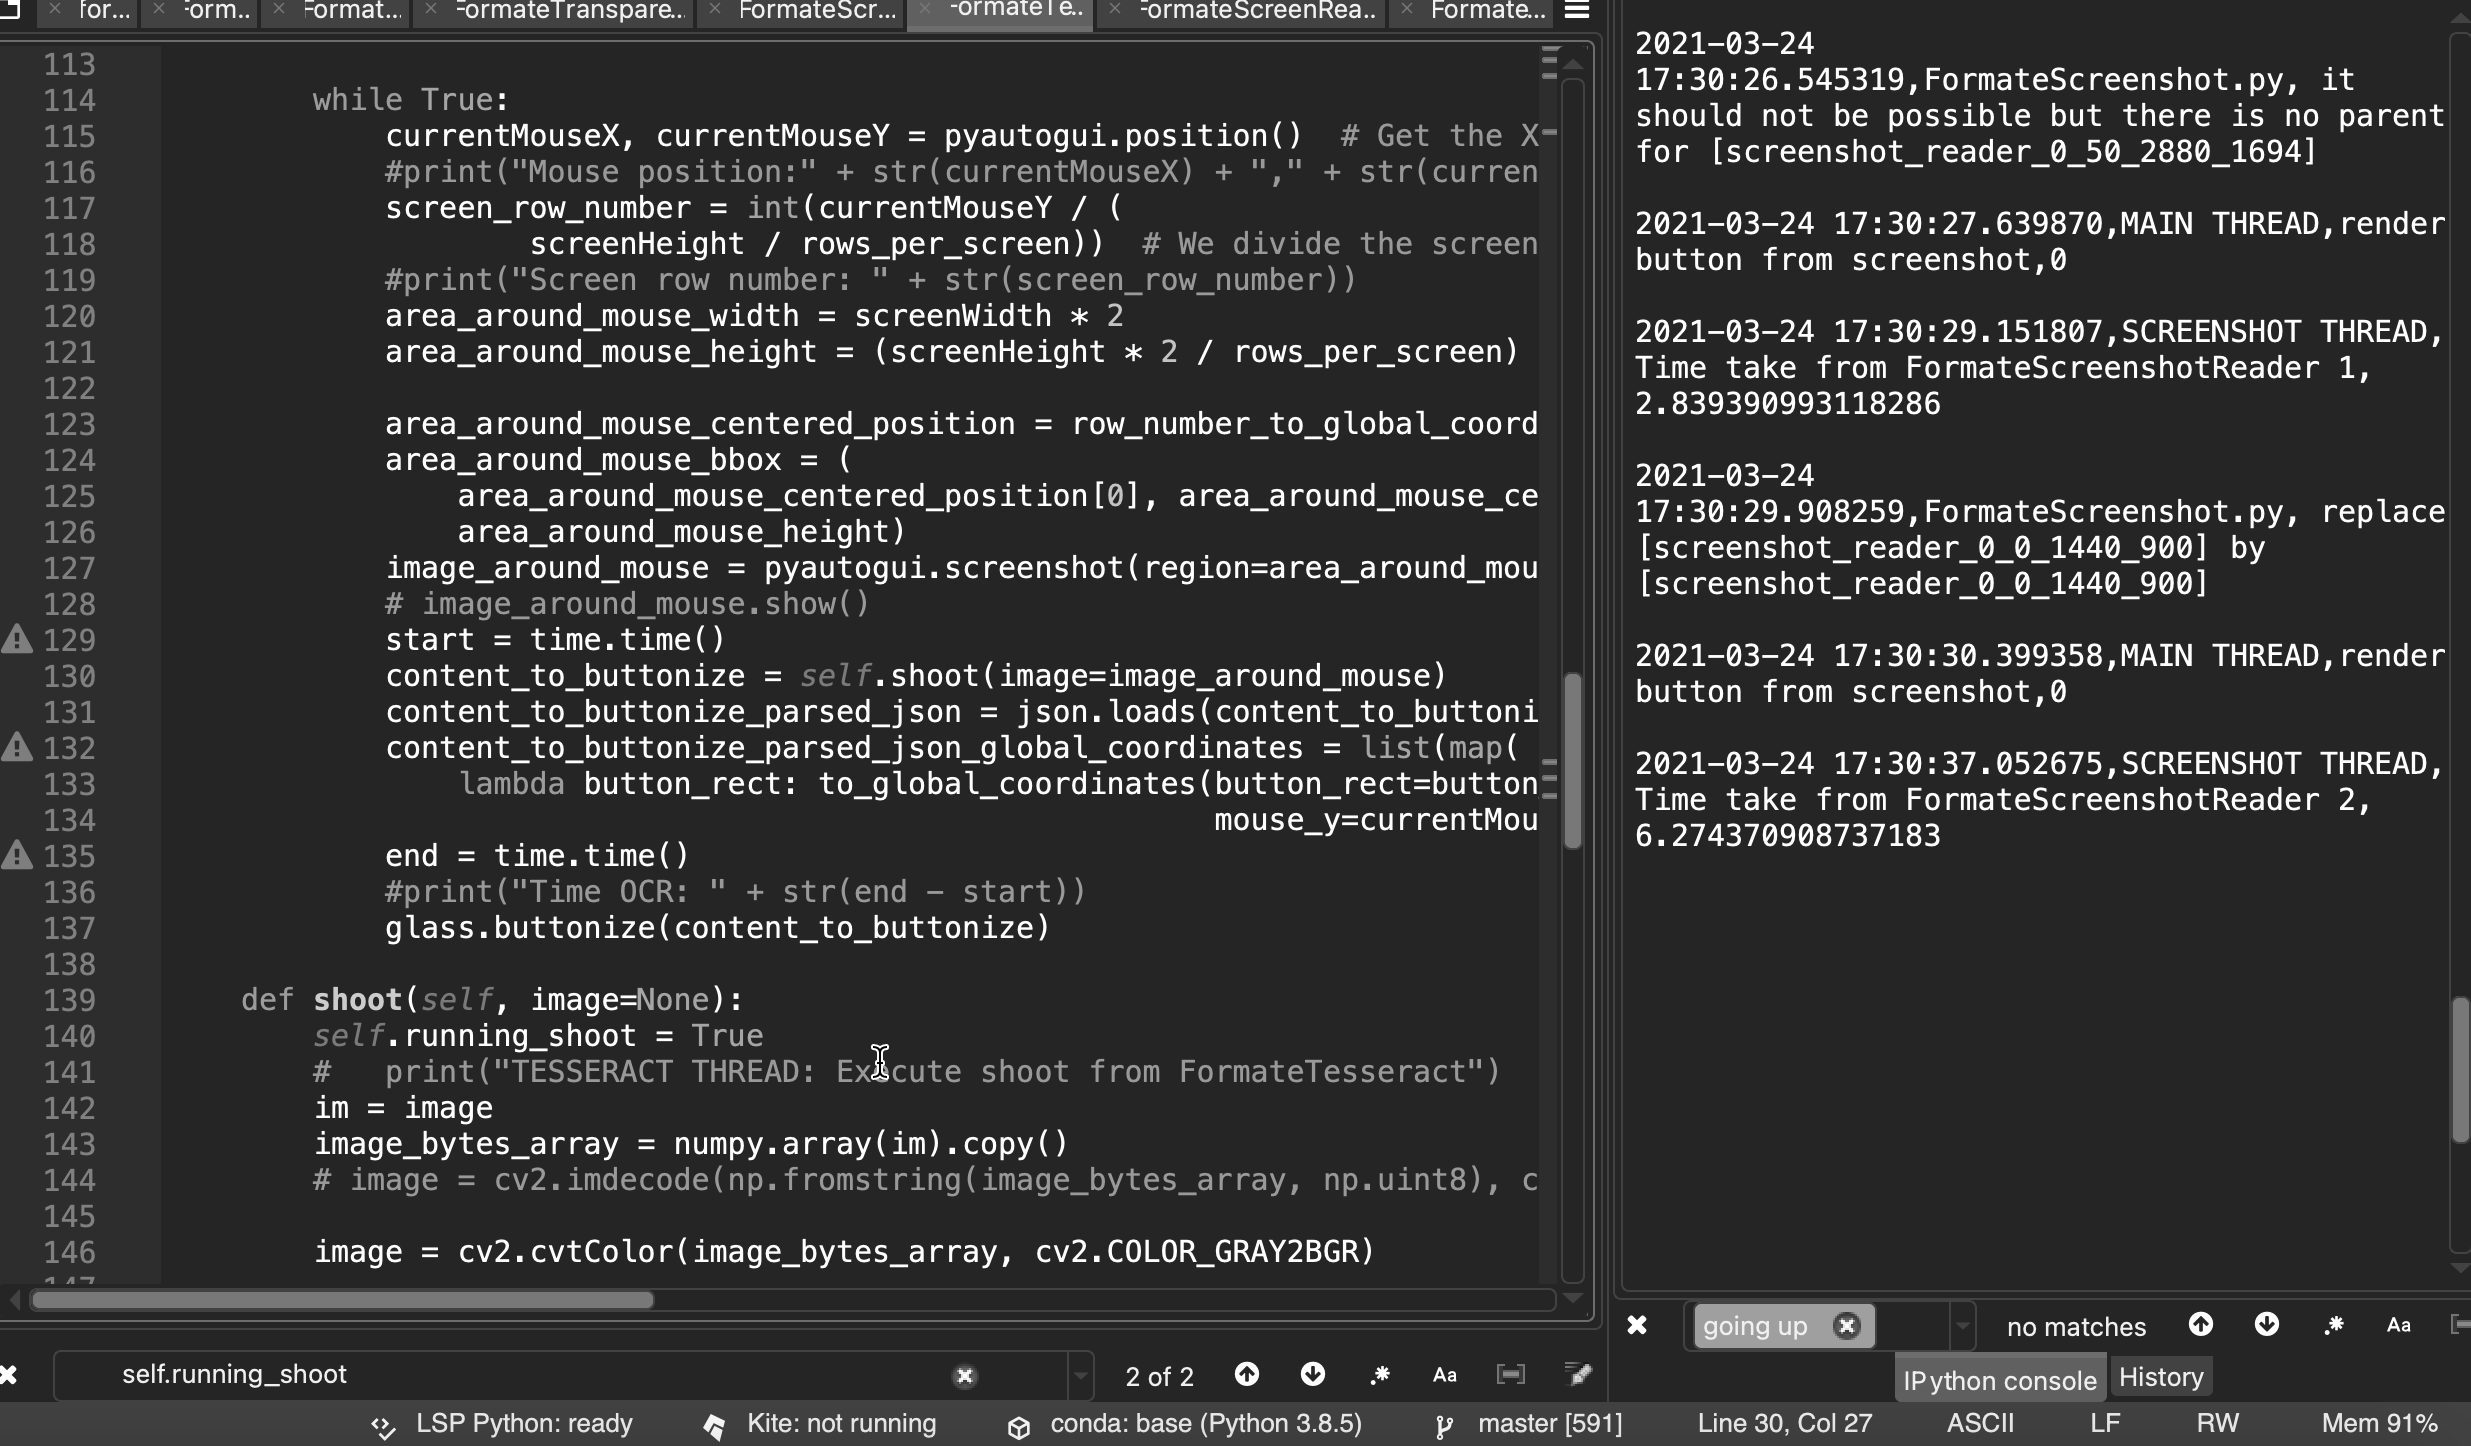 for...
Form..
Format...
FormateTranspare...
FormateScr...
FormateTe..
FormateScreenRea..
Formate...
113
114 while True:
115 currentMouseX, currentMouseY = pyautogui.position()  # Get the X
116 #print("Mouse position:" + str(currentMouseX) + "," + str(curren
117 screen_row_number = int(currentMouseY / (
118 screenHeight / rows_per_screen))  # We divide the screen
119 #print("Screen row number: " + str(screen_row_number))
120 area_around_mouse_width = screenWidth * 2
121 area_around_mouse_height = (screenHeight * 2 / rows_per_screen)
122
123 area_around_mouse_centered_position = row_number_to_global_coord
124 area_around_mouse_bbox = (
125 area_around_mouse_centered_position[0], area_around_mouse_ce
126 area_around_mouse_height)
127 image_around_mouse = pyautogui.screenshot(region=area_around_mou
128 # image_around_mouse.show()
129 start = time.time()
130 content_to_buttonize = self.shoot(image=image_around_mouse)
131 content_to_buttonize_parsed_json = json.loads(content_to_buttoni
132 content_to_buttonize_parsed_json_global_coordinates = list(map(
133 lambda button_rect: to_global_coordinates(button_rect=button
134 mouse_y=currentMou
135 end = time.time()
136 #print("Time OCR: " + str(end - start))
137 glass.buttonize(content_to_buttonize)
138
139 def shoot(self, image=None):
140 self.running_shoot = True
141 #   print("TESSERACT THREAD: Execute shoot from FormateTesseract")
142 im = image
143 image_bytes_array = numpy.array(im).copy()
144 # image = cv2.imdecode(np.fromstring(image_bytes_array, np.uint8), c
145
146 image = cv2.cvtColor(image_bytes_array, cv2.COLOR_GRAY2BGR)
147
self.running_shoot
2 of 2
Aa
2021-03-24
17:30:26.545319,FormateScreenshot.py, it
should not be possible but there is no parent
for [screenshot_reader_0_50_2880_1694]
2021-03-24 17:30:27.639870,MAIN THREAD,render
button from screenshot,0
2021-03-24 17:30:29.151807,SCREENSHOT THREAD,
Time take from FormateScreenshotReader 1,
2.839390993118286
2021-03-24
17:30:29.908259,FormateScreenshot.py, replace
[screenshot_reader_0_0_1440_900] by
[screenshot_reader_0_0_1440_900]
2021-03-24 17:30:30.399358,MAIN THREAD,render
button from screenshot,0
2021-03-24 17:30:37.052675,SCREENSHOT THREAD,
Time take from FormateScreenshotReader 2,
6.274370908737183
going up
no matches
.*
Aa
IPython console
History
LSP Python: ready
Kite: not running
conda: base (Python 3.8.5)
master [591]
Line 30, Col 27
ASCII
LF
RW
Mem 91%